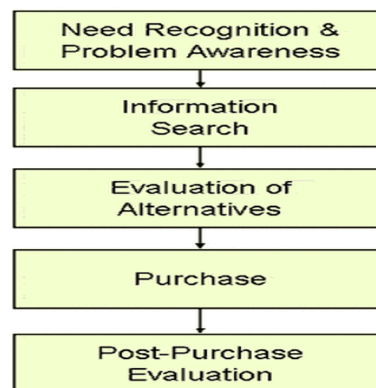 Need Recognition &
Problem Awareness
Information
Search
Evaluation of
Alternatives
Purchase
Post-Purchase
Evaluation